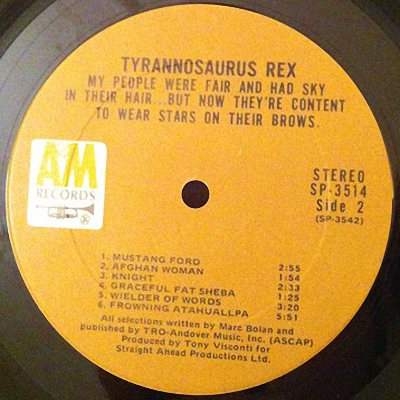 TYRANNOSAURUS REX
MY PEOPLE WERE FAIR AND HAD SKY
IN THEIR HAIR...BUT NOW THEY'RE CONTENT
TO WEAR STARS ON THEIR BROWS.
AM
RECORDS
®
STEREO
SP-3514
Side 2
(SP-3542)
1. MUSTANG FORD 2:55
2. AFGHAN WOMAN 1:54
3. KNIGHT 2:33
4. GRACEFUL FAT SHEBA 1:25
5. WIELDER OF WORDS 3:20
6. FROWNING ATAHUALLPA 5:51
All selections written by Marc Bolan and
published by TRO-Andover Music, Inc. (ASCAP)
Produced by Tony Visconti for
Straight Ahead Productions Ltd.